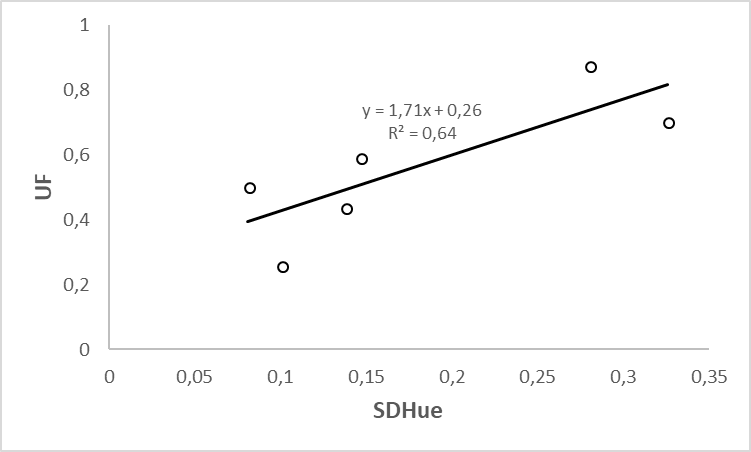 1
0,8
0,6
0,4
0,2
0
UF
y = 1,71x + 0,26
R² = 0,64
0 0,05 0,1 0,15 0,2 0,25 0,3 0,35
SDHue